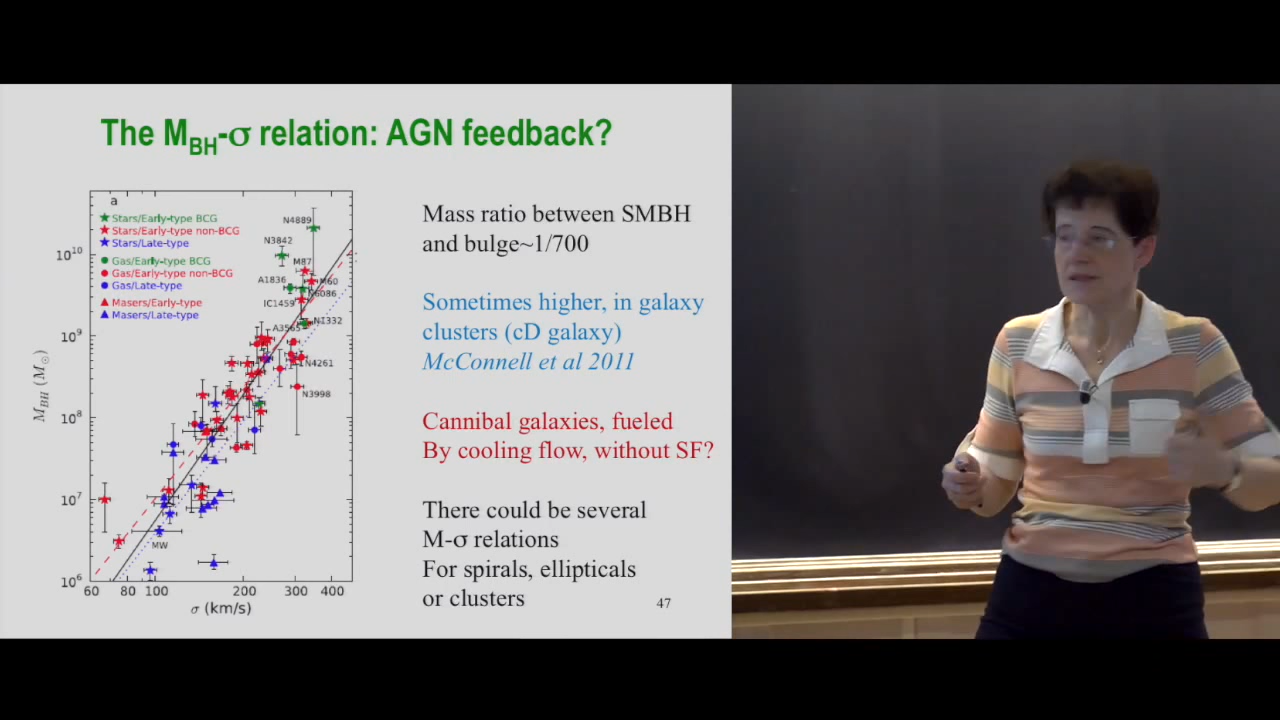 The MBH-σ relation: AGN feedback?
a
Stars/Early-type BCG
Stars/Early-type non-BCG
Stars/Late-type
Gas/Early-type BCG
Gas/Early-type non-BCG
Gas/Late-type
Masers/Early-type
Masers/Late-type
N4889
N3842
M87
A1836
M60
N6086
IC1459
N1332
A3565
N4261
N3998
MW
10^10
10^9
10^8
10^7
10^6
MBH (M⊙)
60 80 100 200 300 400
σ (km/s)
Mass ratio between SMBH
and bulge~1/700
Sometimes higher, in galaxy
clusters (cD galaxy)
McConnell et al 2011
Cannibal galaxies, fueled
By cooling flow, without SF?
There could be several
M-σ relations
For spirals, ellipticals
or clusters
47